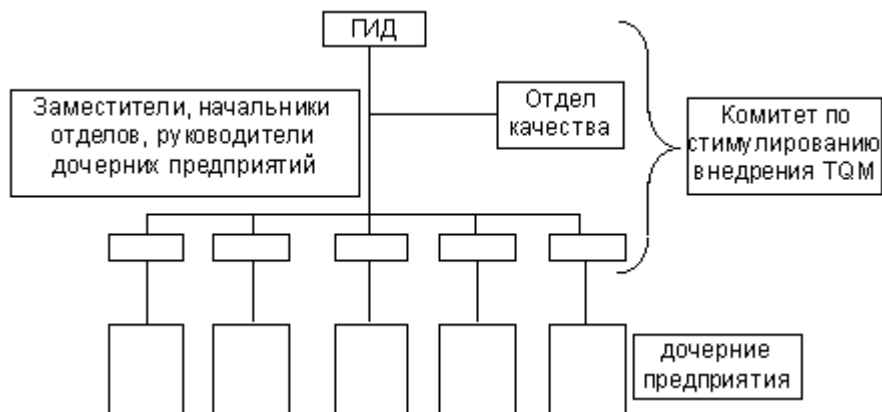 ПИД
Заместители, начальники
отделов, руководители
дочерних предприятий
Отдел
качества
Комитет по
стимулированию
внедрения TQM
дочерние
предприятия